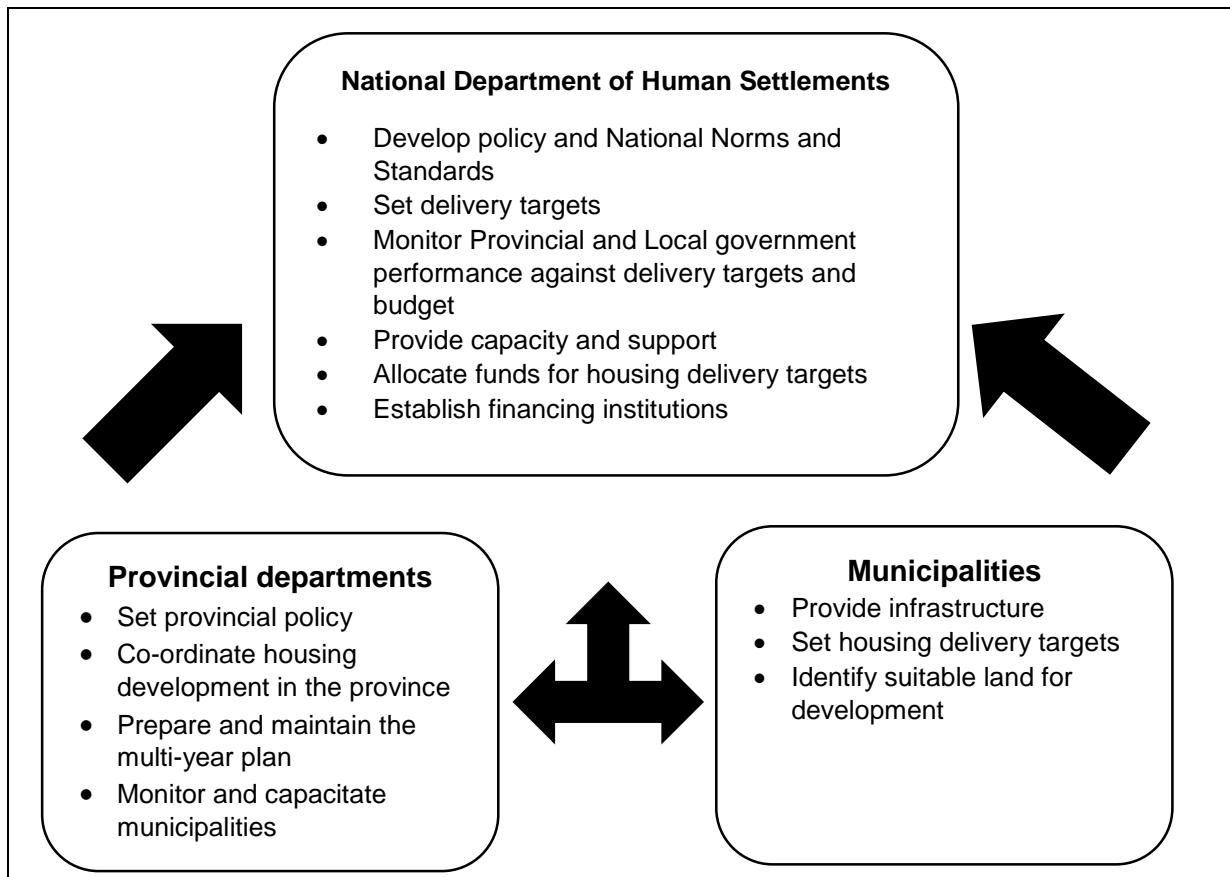 National Department of Human Settlements
• Develop policy and National Norms and
Standards
• Set delivery targets
• Monitor Provincial and Local government
performance against delivery targets and
budget
• Provide capacity and support
• Allocate funds for housing delivery targets
• Establish financing institutions
Provincial departments
• Set provincial policy
• Co-ordinate housing
development in the province
• Prepare and maintain the
multi-year plan
• Monitor and capacitate
municipalities
Municipalities
• Provide infrastructure
• Set housing delivery targets
• Identify suitable land for
development